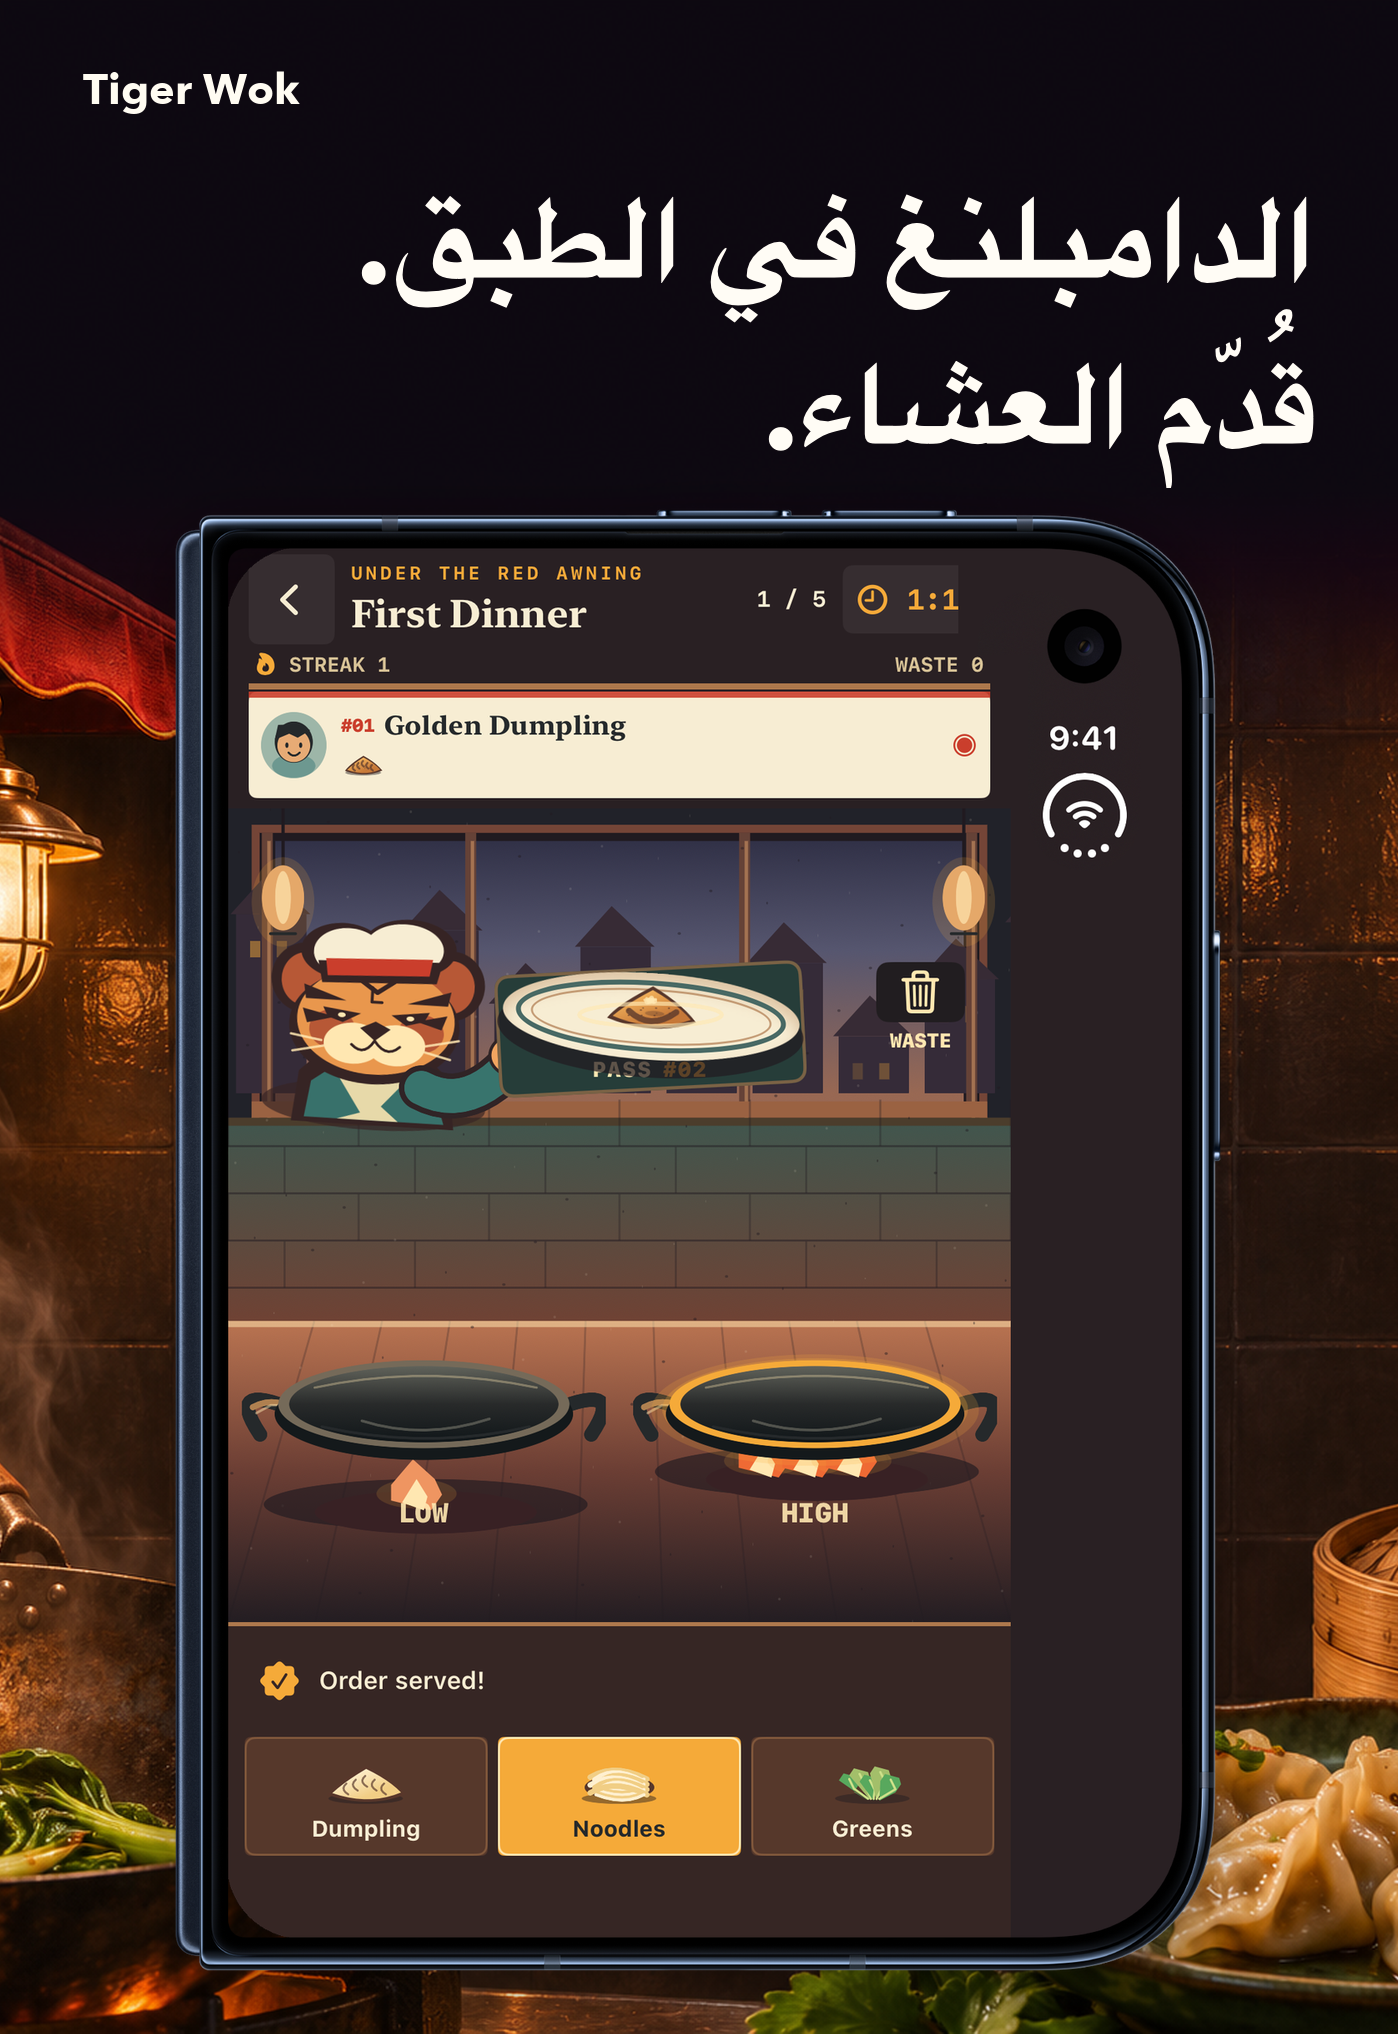 Tiger Wok
الدامبلنغ في الطبق.
قُدّم العشاء.
UNDER THE RED AWNING
First Dinner
1 / 5
1:1
STREAK 1
WASTE 0
#01 Golden Dumpling
9:41
WASTE
PASS #02
LOW
HIGH
Order served!
Dumpling
Noodles
Greens